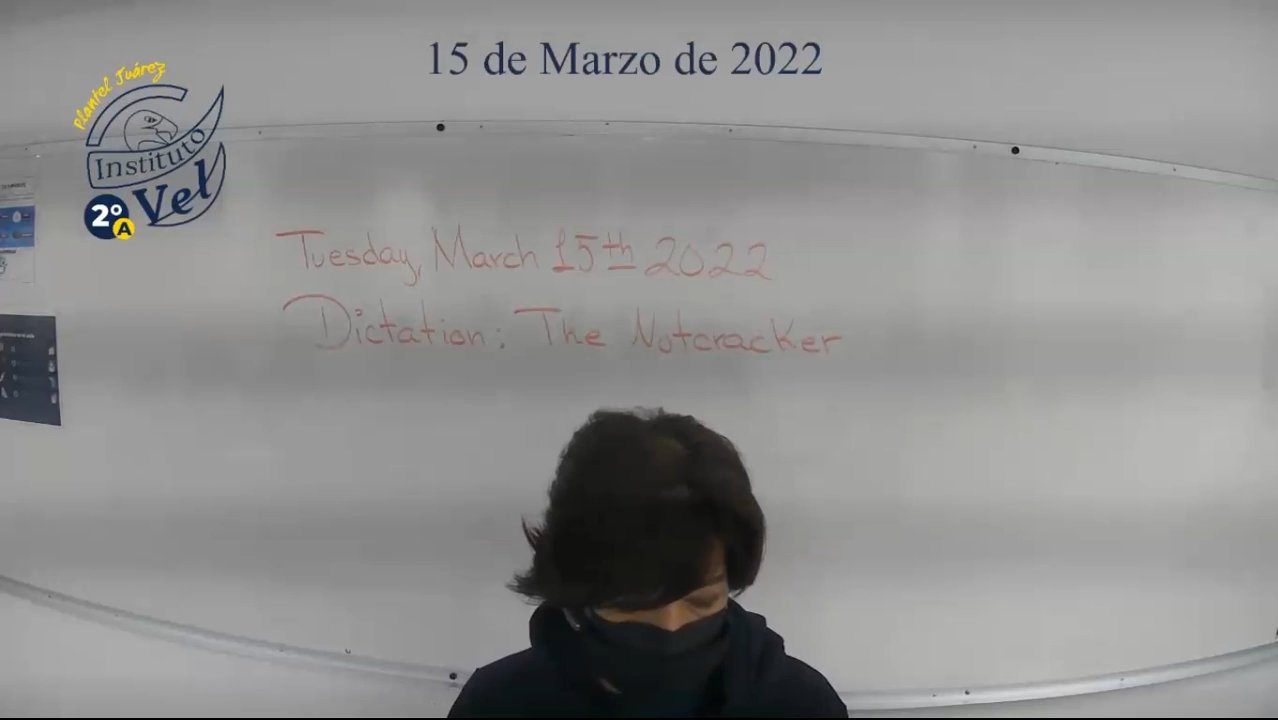 15 de Marzo de 2022
Plantel Juárez
Instituto
Vel
2°
A
Tuesday, March 15th 2022
Dictation: The Nutcracker